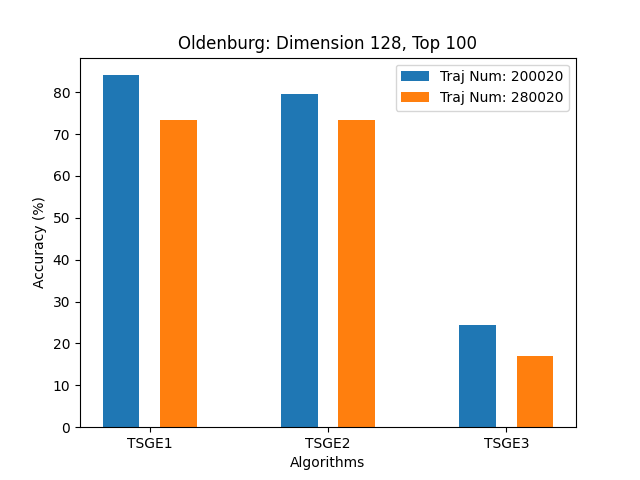 Oldenburg: Dimension 128, Top 100
Traj Num: 200020
Traj Num: 280020
Accuracy (%)
80
70
60
50
40
30
20
10
0
TSGE1 TSGE2 TSGE3
Algorithms